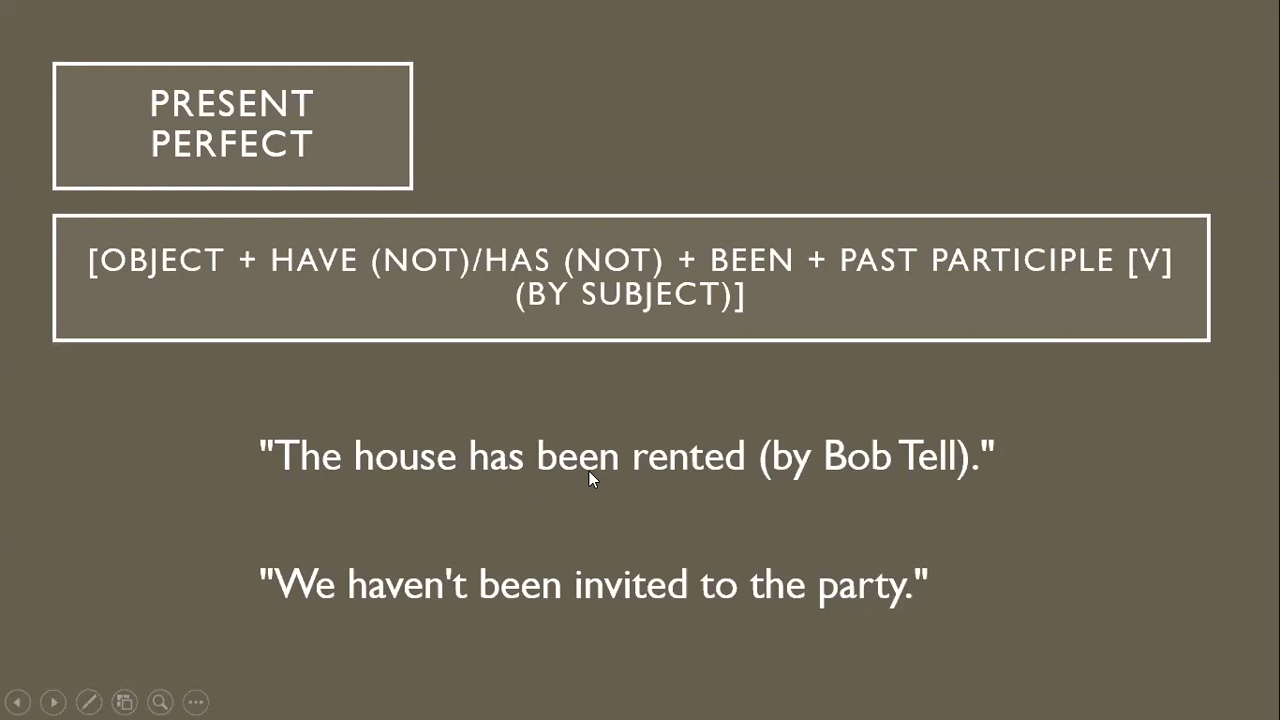 PRESENT
PERFECT
[OBJECT + HAVE (NOT)/HAS (NOT) + BEEN + PAST PARTICIPLE [V]
(BY SUBJECT)]
"The house has been rented (by Bob Tell)."
"We haven't been invited to the party."